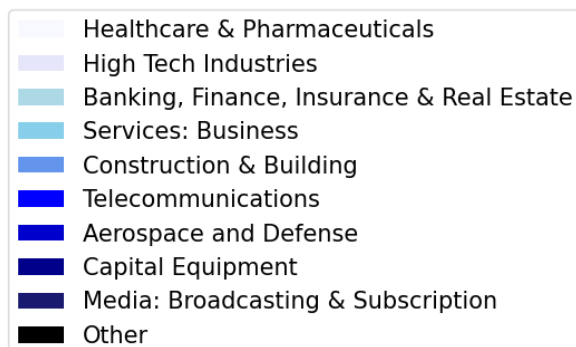 Healthcare & Pharmaceuticals
High Tech Industries
Banking, Finance, Insurance & Real Estate
Services: Business
Construction & Building
Telecommunications
Aerospace and Defense
Capital Equipment
Media: Broadcasting & Subscription
Other